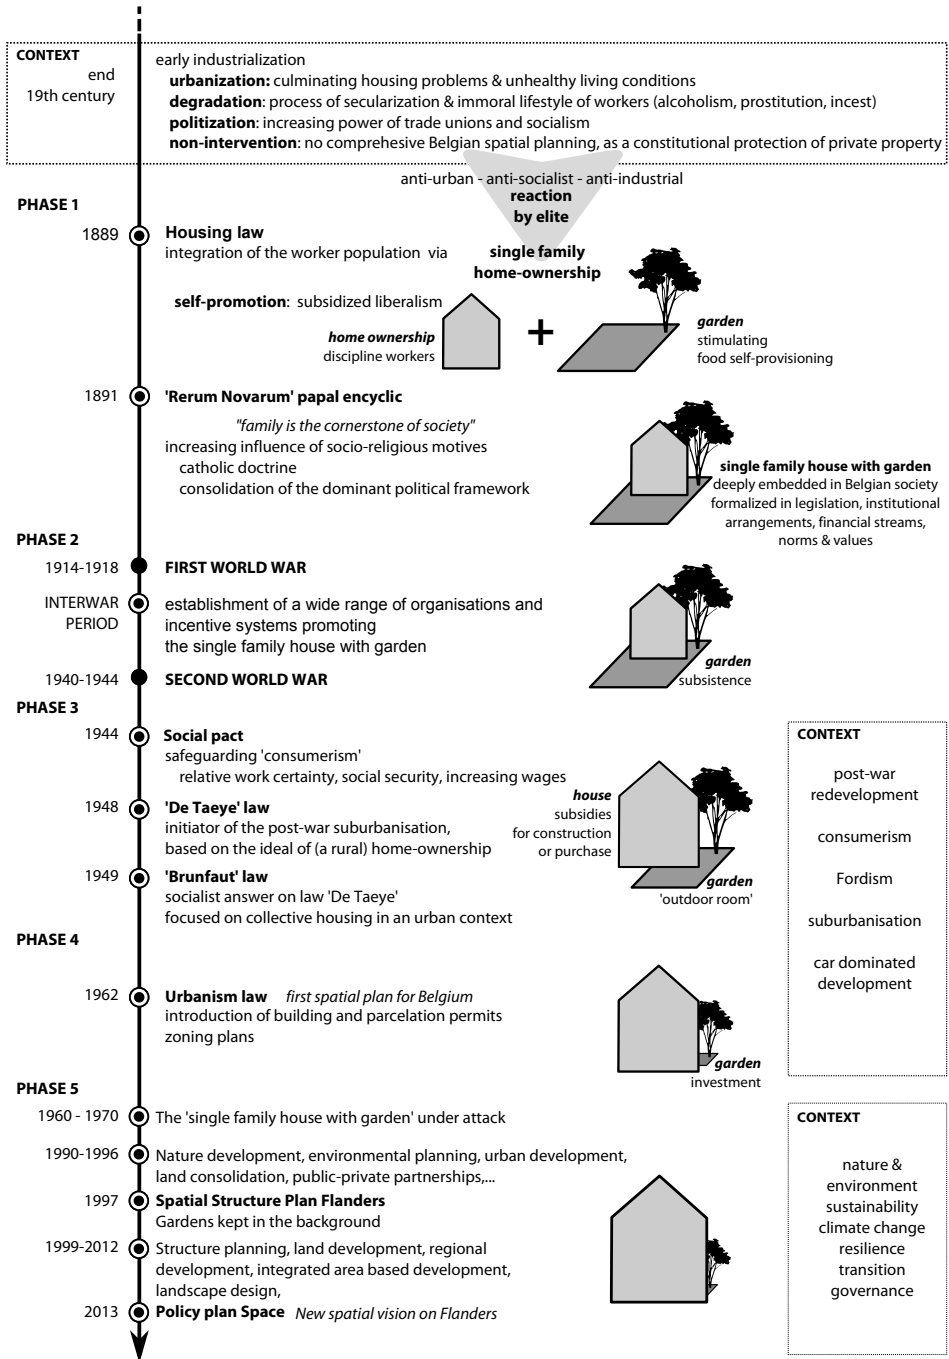 CONTEXT
end
19th century
early industrialization
urbanization: culminating housing problems & unhealthy living conditions
degradation: process of secularization & immoral lifestyle of workers (alcoholism, prostitution, incest)
politization: increasing power of trade unions and socialism
non-intervention: no comprehesive Belgian spatial planning, as a constitutional protection of private property
anti-urban - anti-socialist - anti-industrial
reaction
by elite
single family
home-ownership
PHASE 1
1889
Housing law
integration of the worker population via
self-promotion: subsidized liberalism
home ownership
discipline workers
+
garden
stimulating
food self-provisioning
1891
'Rerum Novarum' papal encyclic
"family is the cornerstone of society"
increasing influence of socio-religious motives
catholic doctrine
consolidation of the dominant political framework
single family house with garden
deeply embedded in Belgian society
formalized in legislation, institutional
arrangements, financial streams,
norms & values
PHASE 2
1914-1918
FIRST WORLD WAR
INTERWAR
PERIOD
establishment of a wide range of organisations and
incentive systems promoting
the single family house with garden
garden
subsistence
1940-1944
SECOND WORLD WAR
PHASE 3
1944
Social pact
safeguarding 'consumerism'
relative work certainty, social security, increasing wages
1948
'De Taeye' law
initiator of the post-war suburbanisation,
based on the ideal of (a rural) home-ownership
1949
'Brunfaut' law
socialist answer on law 'De Taeye'
focused on collective housing in an urban context
house
subsidies
for construction
or purchase
garden
'outdoor room'
CONTEXT
post-war
redevelopment
consumerism
Fordism
suburbanisation
car dominated
development
PHASE 4
1962
Urbanism law first spatial plan for Belgium
introduction of building and parcelation permits
zoning plans
garden
investment
PHASE 5
1960 - 1970
The 'single family house with garden' under attack
1990-1996
Nature development, environmental planning, urban development,
land consolidation, public-private partnerships,...
1997
Spatial Structure Plan Flanders
Gardens kept in the background
1999-2012
Structure planning, land development, regional
development, integrated area based development,
landscape design,
2013
Policy plan Space New spatial vision on Flanders
CONTEXT
nature &
environment
sustainability
climate change
resilience
transition
governance